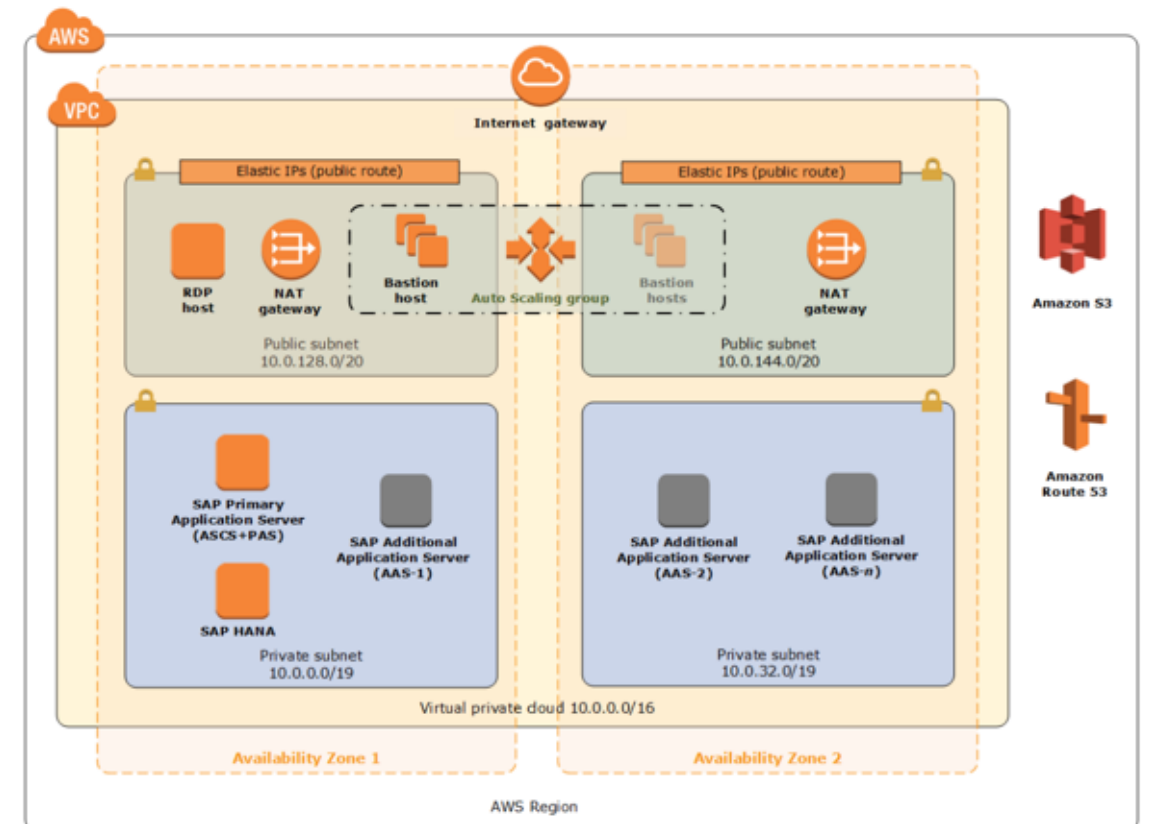 AWS
VPC
Internet gateway
Elastic IPs (public route)
Elastic IPs (public route)
RDP
host
NAT
gateway
Bastion
host
Auto Scaling group
Bastion
hosts
NAT
gateway
Public subnet
10.0.128.0/20
Public subnet
10.0.144.0/20
Amazon S3
SAP Primary
Application Server
(ASCS+PAS)
SAP Additional
Application Server
(AAS-1)
SAP HANA
Private subnet
10.0.0.0/19
SAP Additional
Application Server
(AAS-2)
SAP Additional
Application Server
(AAS-n)
Private subnet
10.0.32.0/19
Amazon
Route 53
Virtual private cloud 10.0.0.0/16
Availability Zone 1
Availability Zone 2
AWS Region